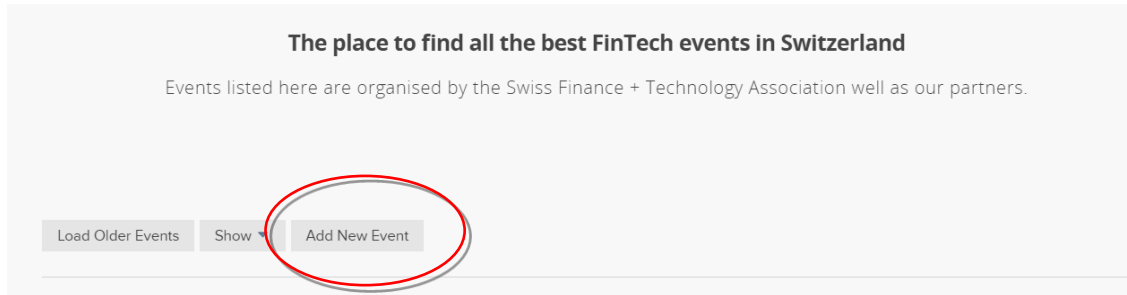 The place to find all the best FinTech events in Switzerland
Events listed here are organised by the Swiss Finance + Technology Association well as our partners.
Load Older Events Show Add New Event